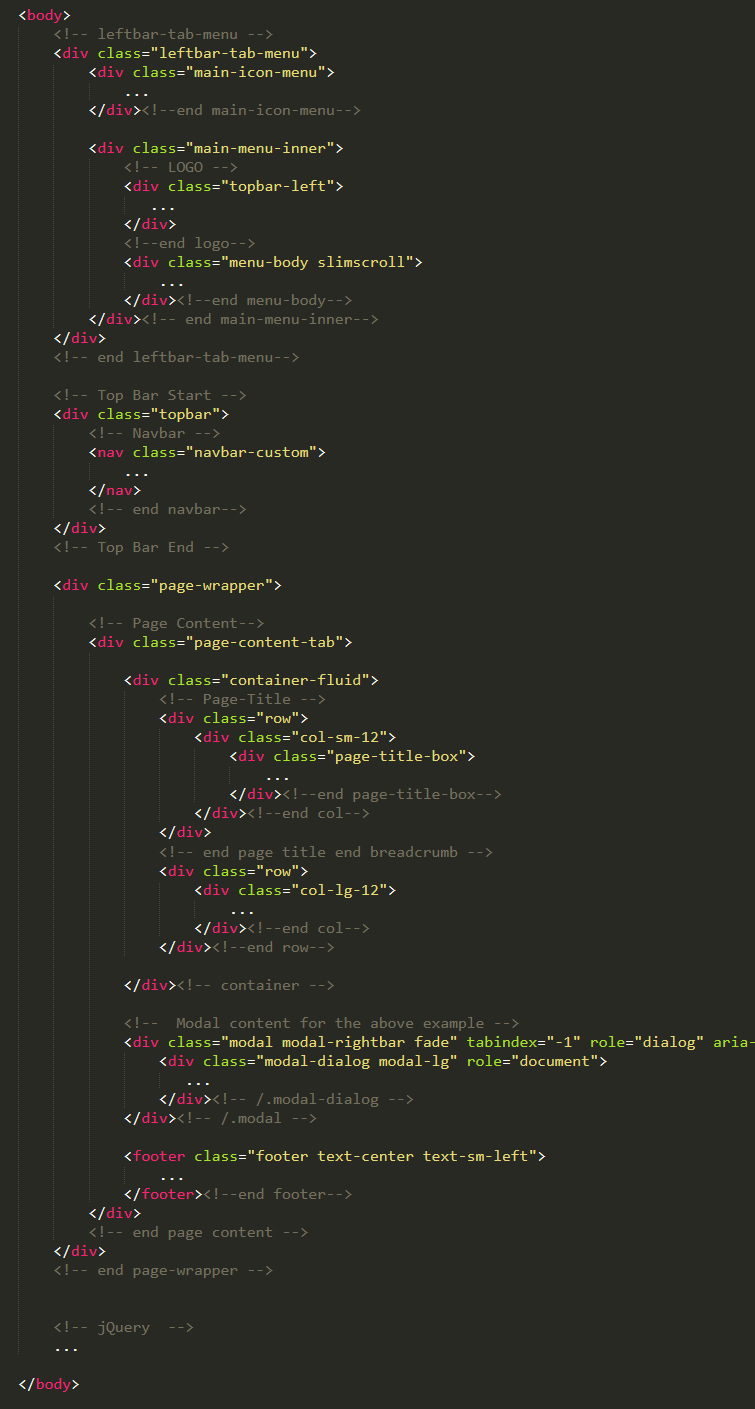 <body>
<!-- leftbar-tab-menu -->
<div class="leftbar-tab-menu">
<div class="main-icon-menu">
...
</div><!--end main-icon-menu-->
<div class="main-menu-inner">
<!-- LOGO -->
<div class="topbar-left">
...
</div>
<!--end logo-->
<div class="menu-body slimscroll">
...
</div><!--end menu-body-->
</div><!-- end main-menu-inner-->
</div>
<!-- end leftbar-tab-menu-->
<!-- Top Bar Start -->
<div class="topbar">
<!-- Navbar -->
<nav class="navbar-custom">
...
</nav>
<!-- end navbar-->
</div>
<!-- Top Bar End -->
<div class="page-wrapper">
<!-- Page Content-->
<div class="page-content-tab">
<div class="container-fluid">
<!-- Page-Title -->
<div class="row">
<div class="col-sm-12">
<div class="page-title-box">
...
</div><!--end page-title-box-->
</div><!--end col-->
</div>
<!-- end page title end breadcrumb -->
<div class="row">
<div class="col-lg-12">
...
</div><!--end col-->
</div><!--end row-->
</div><!-- container -->
<!--  Modal content for the above example -->
<div class="modal modal-rightbar fade" tabindex="-1" role="dialog" aria-
<div class="modal-dialog modal-lg" role="document">
...
</div><!-- /.modal-dialog -->
</div><!-- /.modal -->
<footer class="footer text-center text-sm-left">
...
</footer><!--end footer-->
</div>
<!-- end page content -->
</div>
<!-- end page-wrapper -->
<!-- jQuery  -->
...
</body>